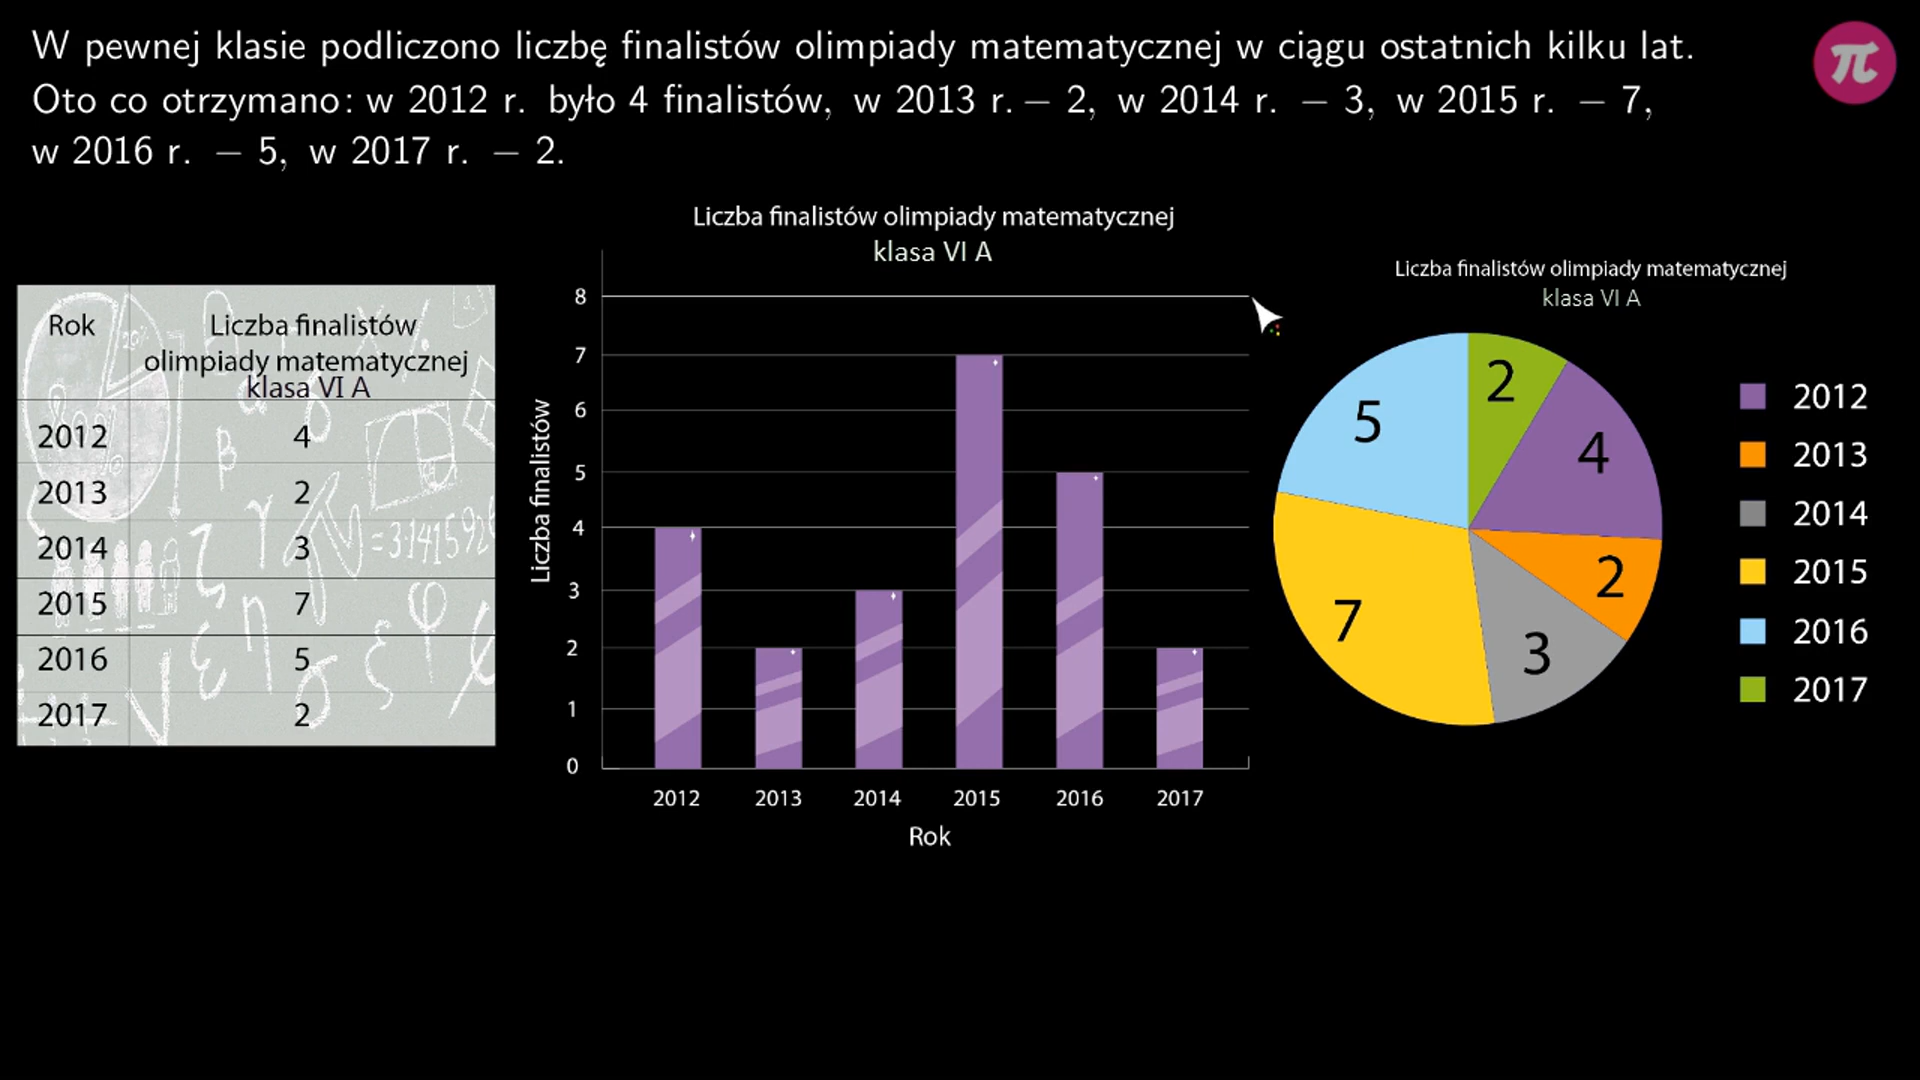 W pewnej klasie podliczono liczbę finalistów olimpiady matematycznej w ciągu ostatnich kilku lat.
Oto co otrzymano: w 2012 r. było 4 finalistów, w 2013 r. – 2, w 2014 r. – 3, w 2015 r. – 7,
w 2016 r. – 5, w 2017 r. – 2.
π
Rok Liczba finalistów
olimpiady matematycznej
klasa VI A
2012 4
2013 2
2014 3
2015 7
2016 5
2017 2
=3.141592
Liczba finalistów olimpiady matematycznej
klasa VI A
Liczba finalistów
8
7
6
5
4
3
2
1
0
2012 2013 2014 2015 2016 2017
Rok
Liczba finalistów olimpiady matematycznej
klasa VI A
2
4
2
3
7
5
2012
2013
2014
2015
2016
2017